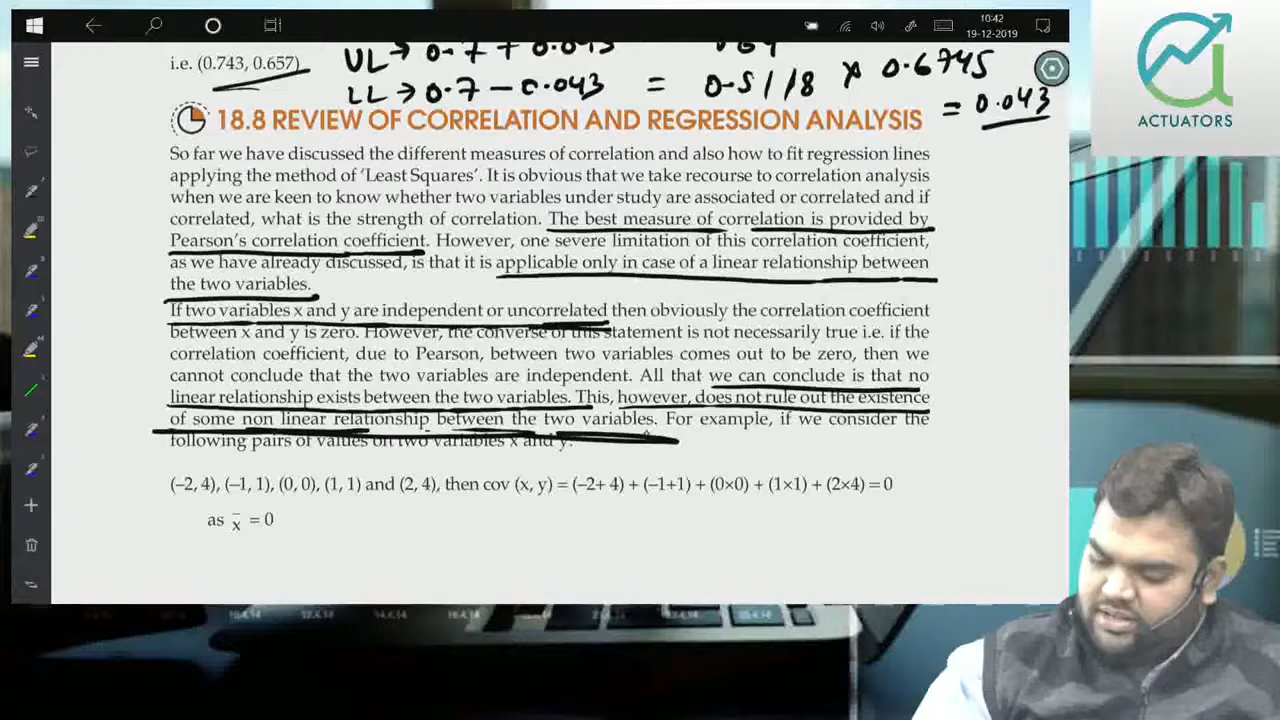 10:42
19-12-2019
i.e. (0.743, 0.657)
UL → 0.7 + 0.043
LL → 0.7 - 0.043 = 0.5118 × 0.6745
= 0.043
ACTUATORS
18.8 REVIEW OF CORRELATION AND REGRESSION ANALYSIS
So far we have discussed the different measures of correlation and also how to fit regression lines
applying the method of 'Least Squares'. It is obvious that we take recourse to correlation analysis
when we are keen to know whether two variables under study are associated or correlated and if
correlated, what is the strength of correlation. The best measure of correlation is provided by
Pearson's correlation coefficient. However, one severe limitation of this correlation coefficient,
as we have already discussed, is that it is applicable only in case of a linear relationship between
the two variables.
If two variables x and y are independent or uncorrelated then obviously the correlation coefficient
between x and y is zero. However, the converse of this statement is not necessarily true i.e. if the
correlation coefficient, due to Pearson, between two variables comes out to be zero, then we
cannot conclude that the two variables are independent. All that we can conclude is that no
linear relationship exists between the two variables. This, however, does not rule out the existence
of some non linear relationship between the two variables. For example, if we consider the
following pairs of values on two variables x and y.
(–2, 4), (–1, 1), (0, 0), (1, 1) and (2, 4), then cov (x, y) = (–2+ 4) + (–1+1) + (0×0) + (1×1) + (2×4) = 0
as x̄ = 0